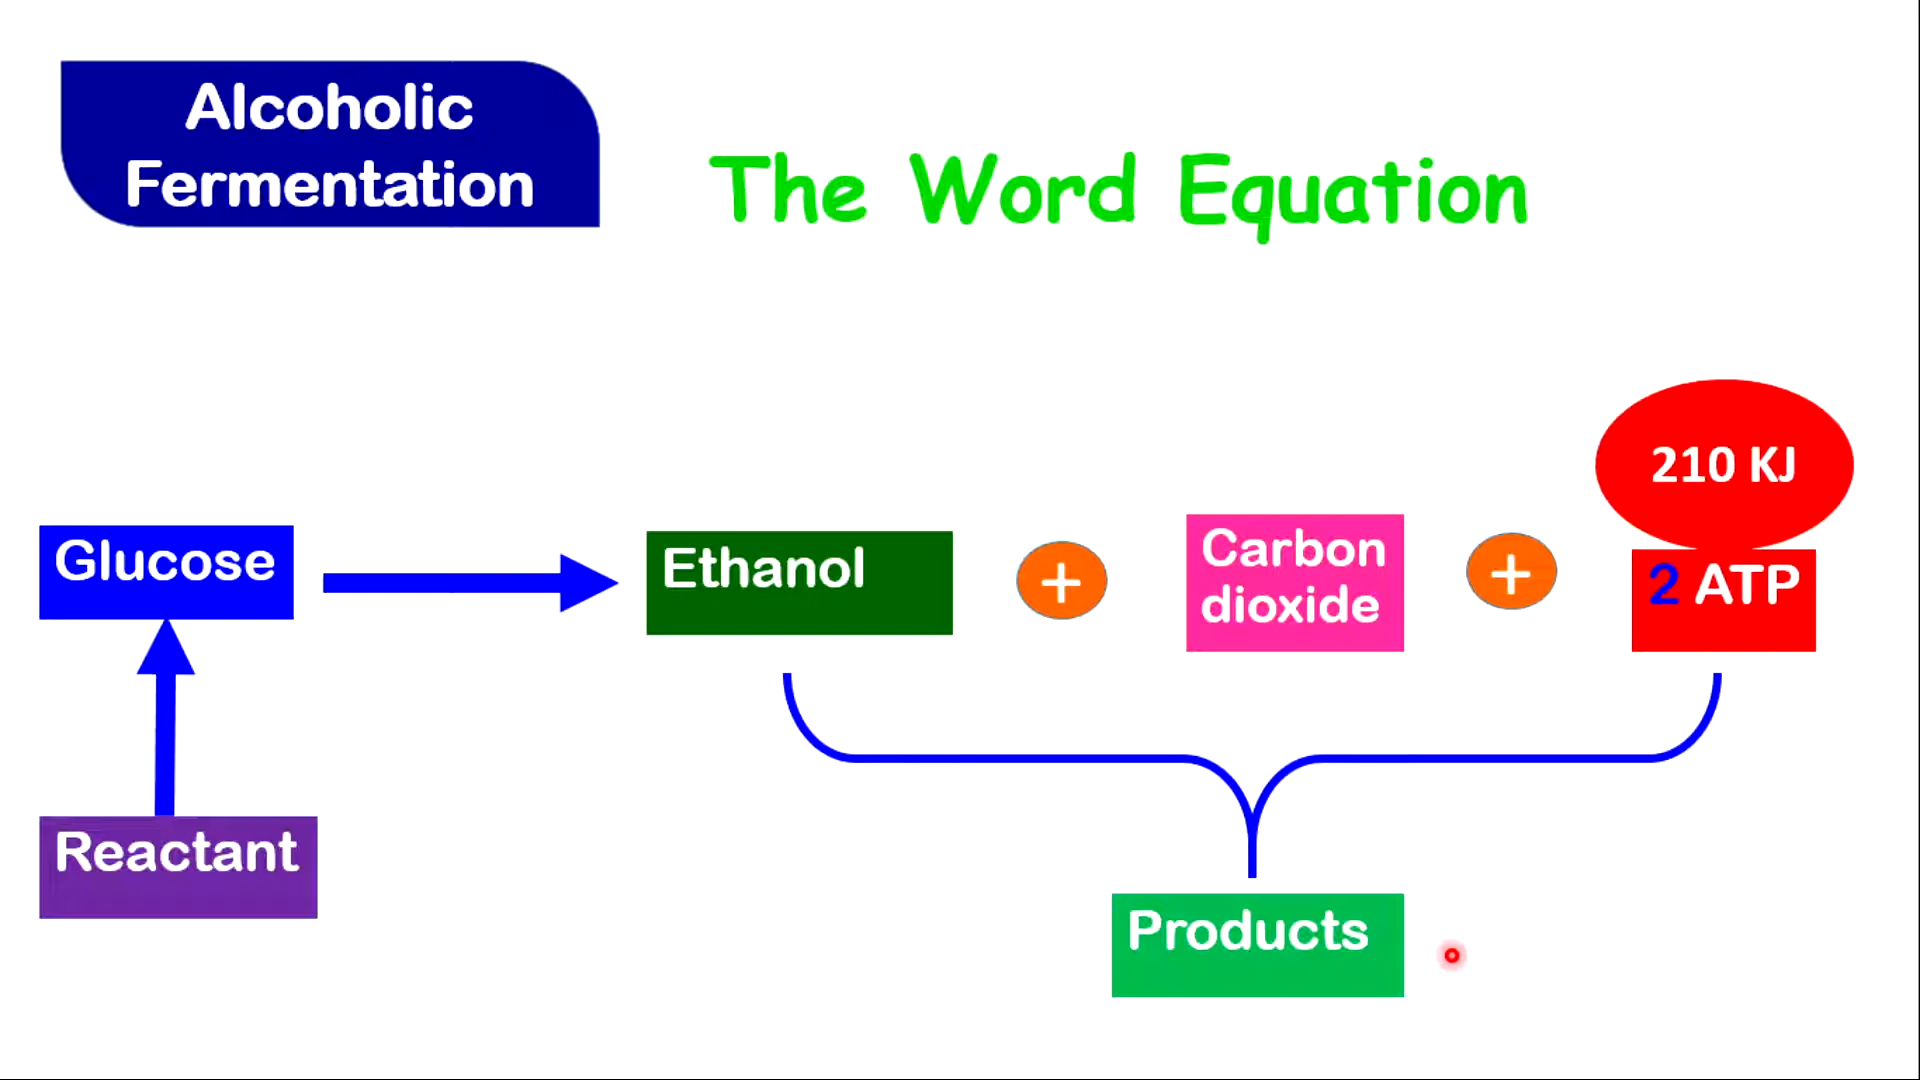 Alcoholic
Fermentation
The Word Equation
210 KJ
Glucose
Ethanol
+
Carbon
dioxide
+
2 ATP
Reactant
Products